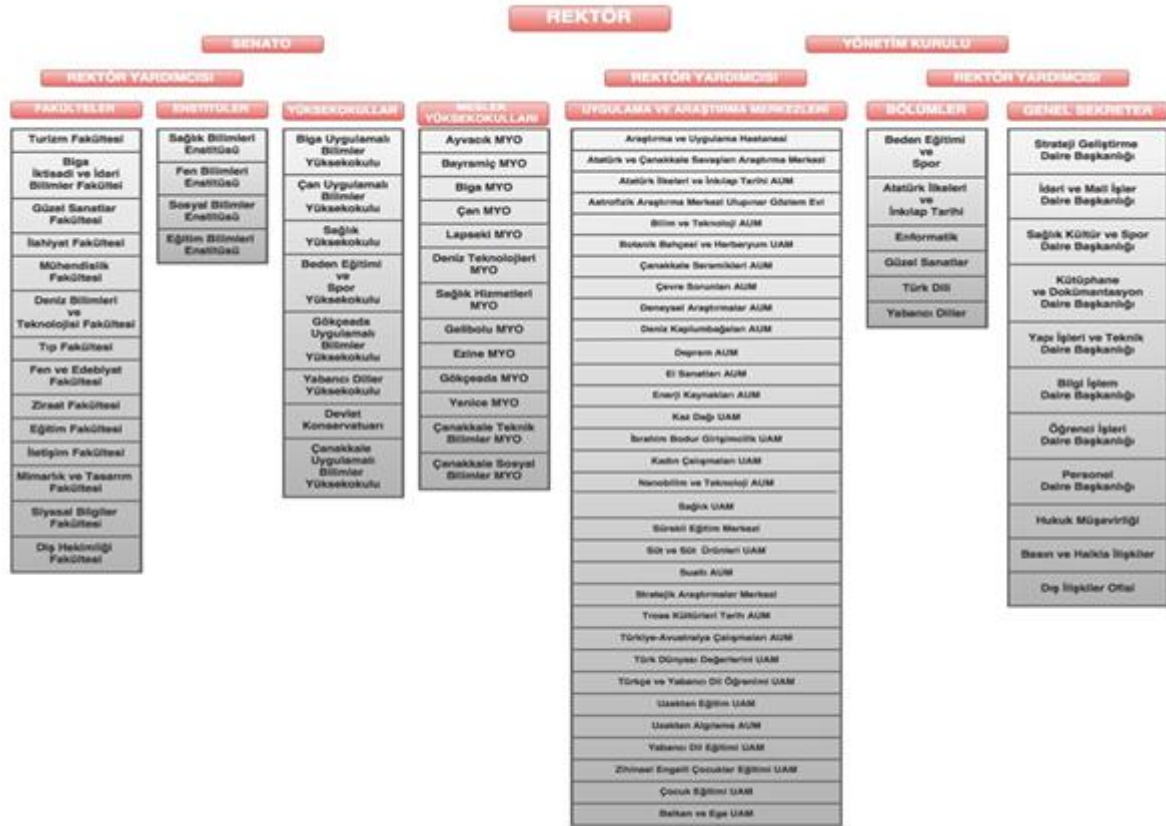 REKTÖR
SENATO
YÖNETİM KURULU
REKTÖR YARDIMCISI
REKTÖR YARDIMCISI
REKTÖR YARDIMCISI
FAKÜLTELER
Turizm Fakültesi
Biga
İktisadi ve İdari
Bilimler Fakültei
Güzel Sanatlar
Fakültesi
İlahiyat Fakültesi
Mühendislik
Fakültesi
Deniz Bilimleri
ve
Teknolojisi Fakültesi
Tıp Fakültesi
Fen ve Edebiyat
Fakültesi
Ziraat Fakültesi
Eğitim Fakültesi
İletişim Fakültesi
Mimarlık ve Tasarım
Fakültesi
Siyasal Bilgiler
Fakültesi
Diş Hekimliği
Fakültesi
ENSTİTÜLER
Sağlık Bilimleri
Enstitüsü
Fen Bilimleri
Enstitüsü
Sosyal Bilimler
Enstitüsü
Eğitim Bilimleri
Enstitüsü
YÜKSEKOKULLAR
Biga Uygulamalı
Bilimler
Yüksekokulu
Çan Uygulamalı
Bilimler
Yüksekokulu
Sağlık
Yüksekokulu
Beden Eğitimi
ve
Spor
Yüksekokulu
Gökçeada
Uygulamalı
Bilimler
Yüksekokulu
Yabancı Diller
Yüksekokulu
Devlet
Konservatuarı
Çanakkale
Uygulamalı
Bilimler
Yüksekokulu
MESLEK
YÜKSEKOKULLARI
Ayvacık MYO
Bayramiç MYO
Biga MYO
Çan MYO
Lapseki MYO
Deniz Teknolojleri
MYO
Sağlık Hizmetleri
MYO
Gelibolu MYO
Ezine MYO
Gökçeada MYO
Yenice MYO
Çanakkale Teknik
Bilimler MYO
Çanakkale Sosyal
Bilimler MYO
UYGULAMA VE ARAŞTIRMA MERKEZLERİ
Araştırma ve Uygulama Hastanesi
Atatürk ve Çanakkale Savaşları Araştırma Merkezi
Atatürk İlkeleri ve İnkılap Tarihi AUM
Astrofizik Araştırma Merkezi Ulupınar Gözlem Evi
Bilim ve Teknoloji AUM
Botanik Bahçesi ve Herberyum UAM
Çanakkale Seramikleri AUM
Çevre Sorunları AUM
Deneysel Araştırmalar AUM
Deniz Kaplumbağaları AUM
Deprem AUM
El Sanatları AUM
Enerji Kaynakları AUM
Kaz Dağı UAM
İbrahim Bodur Girişimcilik UAM
Kadın Çalışmaları UAM
Nanobilim ve Teknoloji AUM
Sağlık UAM
Sürekli Eğitim Merkezi
Süt ve Süt Ürünleri UAM
Sualtı AUM
Stratejik Araştırmalar Merkezi
Troas Kültürleri Tarih AUM
Türkiye-Avustralya Çalışmaları AUM
Türk Dünyası Değerlerini UAM
Türkçe ve Yabancı Dil Öğrenimi UAM
Uzaktan Eğitim UAM
Uzaktan Algılama AUM
Yabancı Dil Eğitimi UAM
Zihinsel Engelli Çocuklar Eğitimi UAM
Çocuk Eğitimi UAM
Balkan ve Ege UAM
BÖLÜMLER
Beden Eğitimi
ve
Spor
Atatürk İlkeleri
ve
İnkılap Tarihi
Enformatik
Güzel Sanatlar
Türk Dili
Yabancı Diller
GENEL SEKRETER
Strateji Geliştirme
Daire Başkanlığı
İdari ve Mali İşler
Daire Başkanlığı
Sağlık Kültür ve Spor
Daire Başkanlığı
Kütüphane
ve Dokümantasyon
Daire Başkanlığı
Yapı İşleri ve Teknik
Daire Başkanlığı
Bilgi İşlem
Daire Başkanlığı
Öğrenci İşleri
Daire Başkanlığı
Personel
Daire Başkanlığı
Hukuk Müşavirliği
Basın ve Halkla İlişkiler
Dış İlişkiler Ofisi